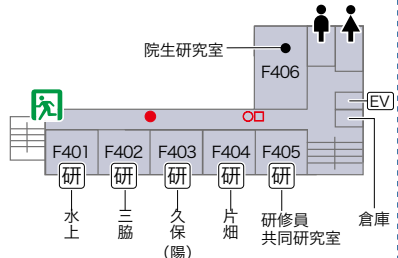 院生研究室
F406
EV
F401
F402
F403
F404
F405
研
研
研
研
研
水上
三脇
久保
(陽)
片畑
研修員
共同研究室
倉庫